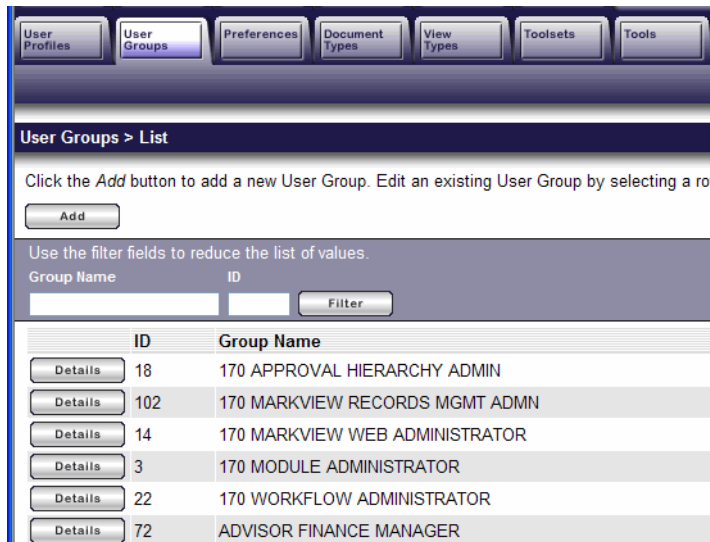 User Profiles
User Groups
Preferences
Document Types
View Types
Toolsets
Tools
User Groups > List
Click the Add button to add a new User Group. Edit an existing User Group by selecting a ro
Add
Use the filter fields to reduce the list of values.
Group Name ID
Filter
ID Group Name
Details 18 170 APPROVAL HIERARCHY ADMIN
Details 102 170 MARKVIEW RECORDS MGMT ADMN
Details 14 170 MARKVIEW WEB ADMINISTRATOR
Details 3 170 MODULE ADMINISTRATOR
Details 22 170 WORKFLOW ADMINISTRATOR
Details 72 ADVISOR FINANCE MANAGER